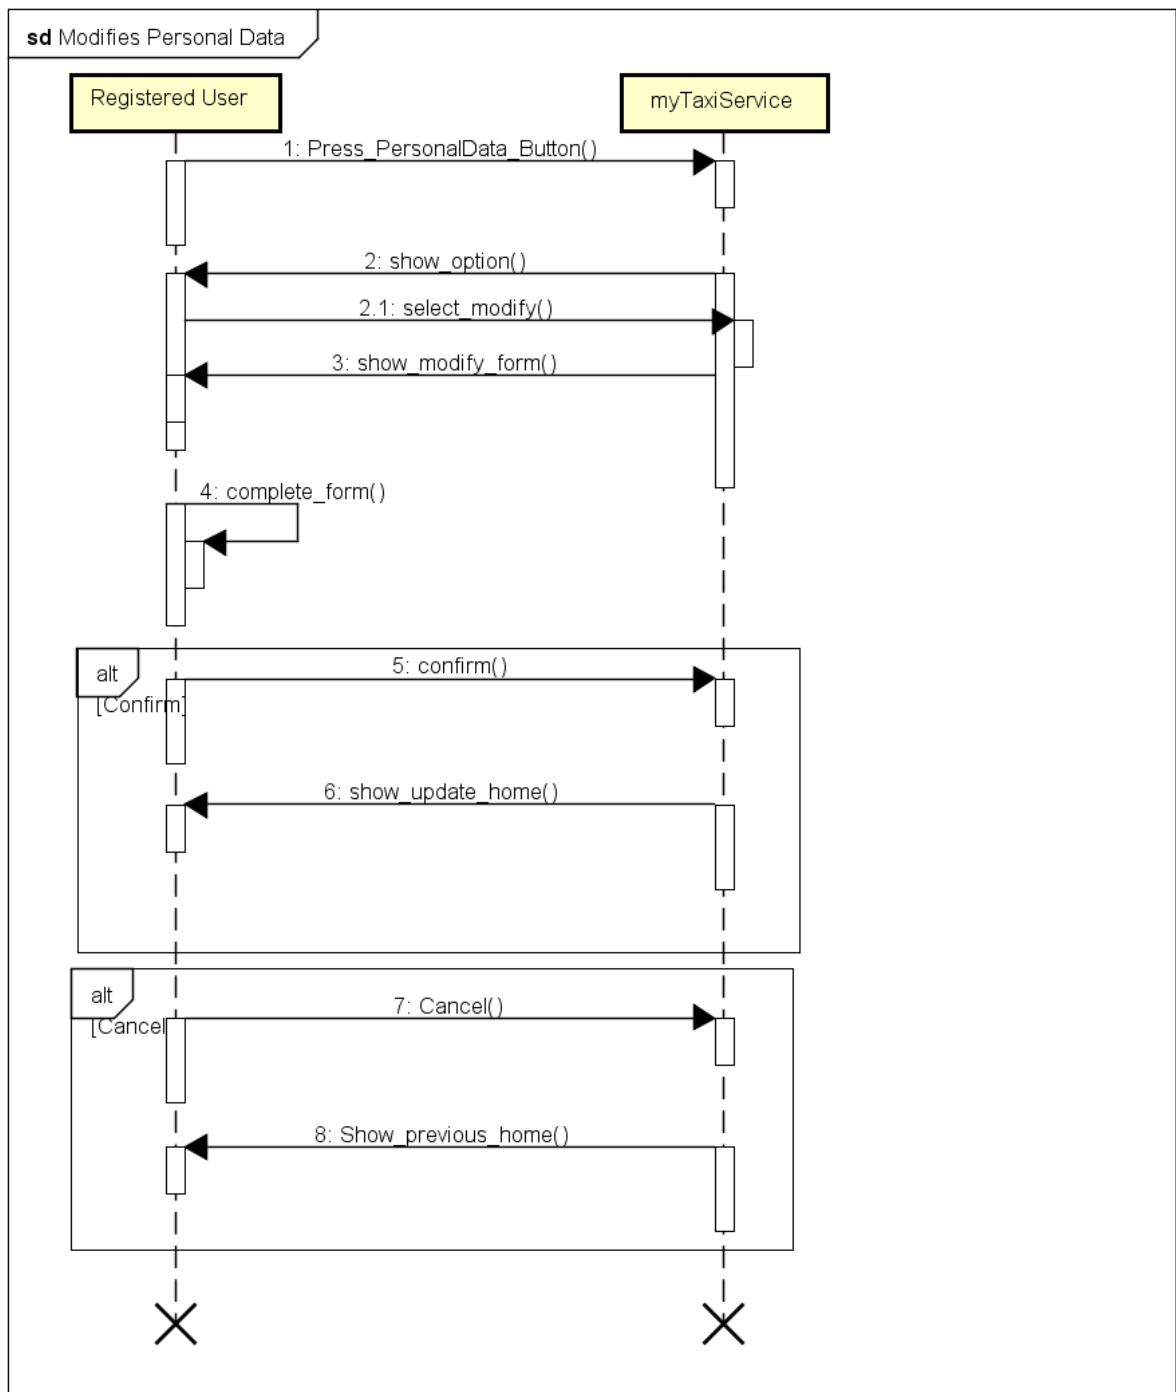 sd Modifies Personal Data
Registered User
myTaxiService
1: Press_PersonalData_Button()
2: show_option()
2.1: select_modify()
3: show_modify_form()
4: complete_form()
alt
5: confirm()
[Confirm]
6: show_update_home()
alt
7: Cancel()
[Cancel
8: Show_previous_home()